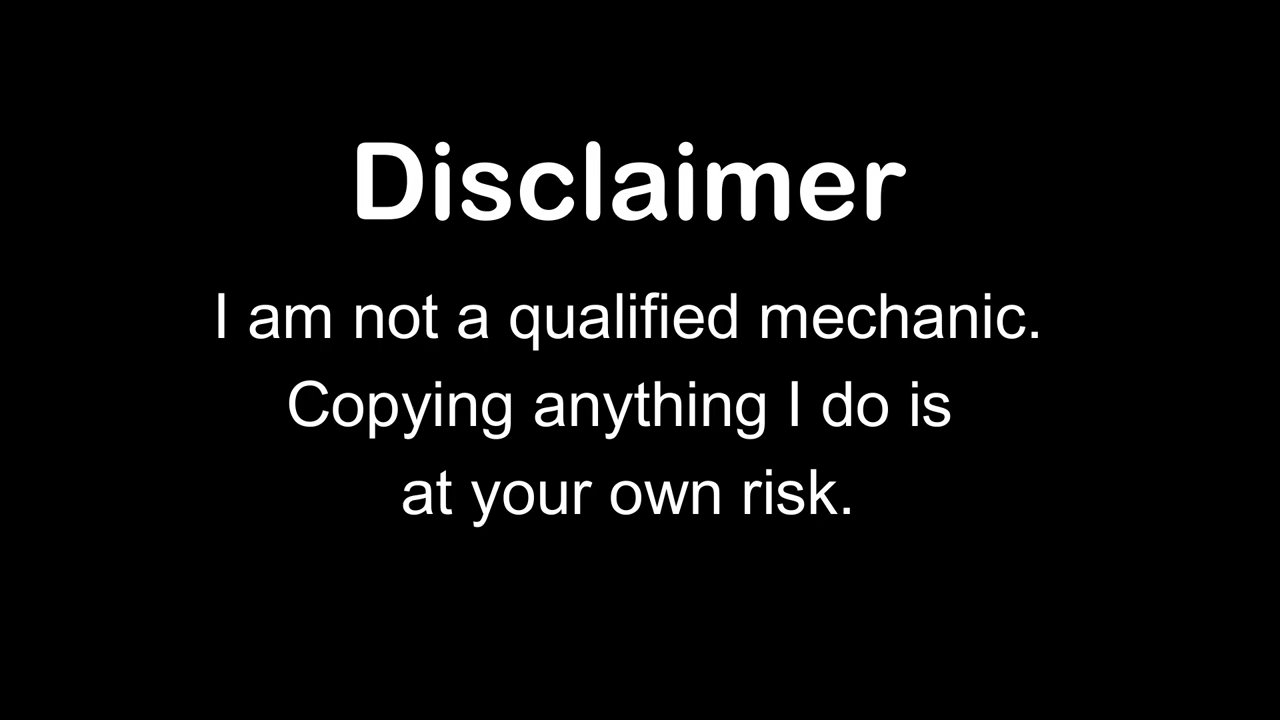 Disclaimer
I am not a qualified mechanic.
Copying anything I do is
at your own risk.